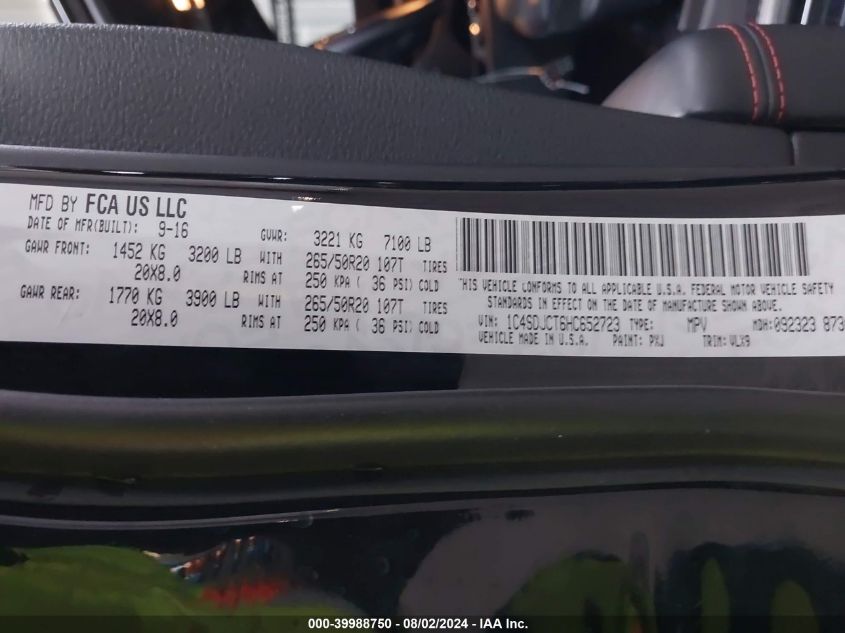 MFD BY FCA US LLC
DATE OF MFR(BUILT): 9-16
GVWR: 3221 KG 7100 LB
GAWR FRONT: 1452 KG 3200 LB WITH 265/50R20 107T TIRES
20X8.0 RIMS AT 250 KPA ( 36 PSI) COLD
GAWR REAR: 1770 KG 3900 LB WITH 265/50R20 107T TIRES
20X8.0 RIMS AT 250 KPA ( 36 PSI) COLD
THIS VEHICLE CONFORMS TO ALL APPLICABLE U.S.A. FEDERAL MOTOR VEHICLE SAFETY
STANDARDS IN EFFECT ON THE DATE OF MANUFACTURE SHOWN ABOVE.
VIN: 1C4SDJCT6HC652723 TYPE: MPV MDH: 092323 873
VEHICLE MADE IN U.S.A. PAINT: PXJ TRIM: VLX9
000-39988750 - 08/02/2024 - IAA Inc.